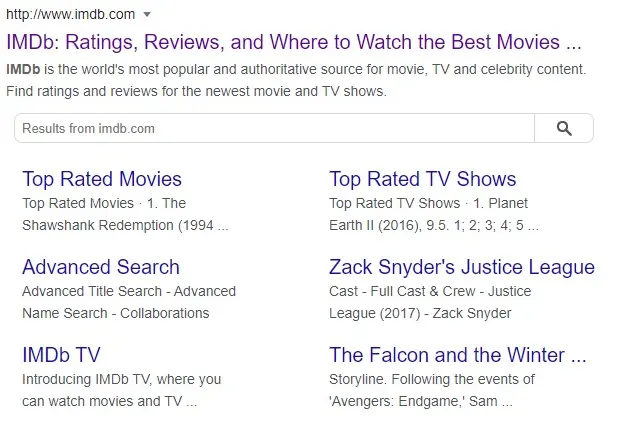 http://www.imdb.com
IMDb: Ratings, Reviews, and Where to Watch the Best Movies ...
IMDb is the world's most popular and authoritative source for movie, TV and celebrity content.
Find ratings and reviews for the newest movie and TV shows.
Results from imdb.com
Top Rated Movies
Top Rated Movies · 1. The
Shawshank Redemption (1994 ...
Top Rated TV Shows
Top Rated TV Shows · 1. Planet
Earth II (2016), 9.5. 1; 2; 3; 4; 5 ...
Advanced Search
Advanced Title Search - Advanced
Name Search - Collaborations
Zack Snyder's Justice League
Cast - Full Cast & Crew - Justice
League (2017) - Zack Snyder
IMDb TV
Introducing IMDb TV, where you
can watch movies and TV ...
The Falcon and the Winter ...
Storyline. Following the events of
'Avengers: Endgame,' Sam ...